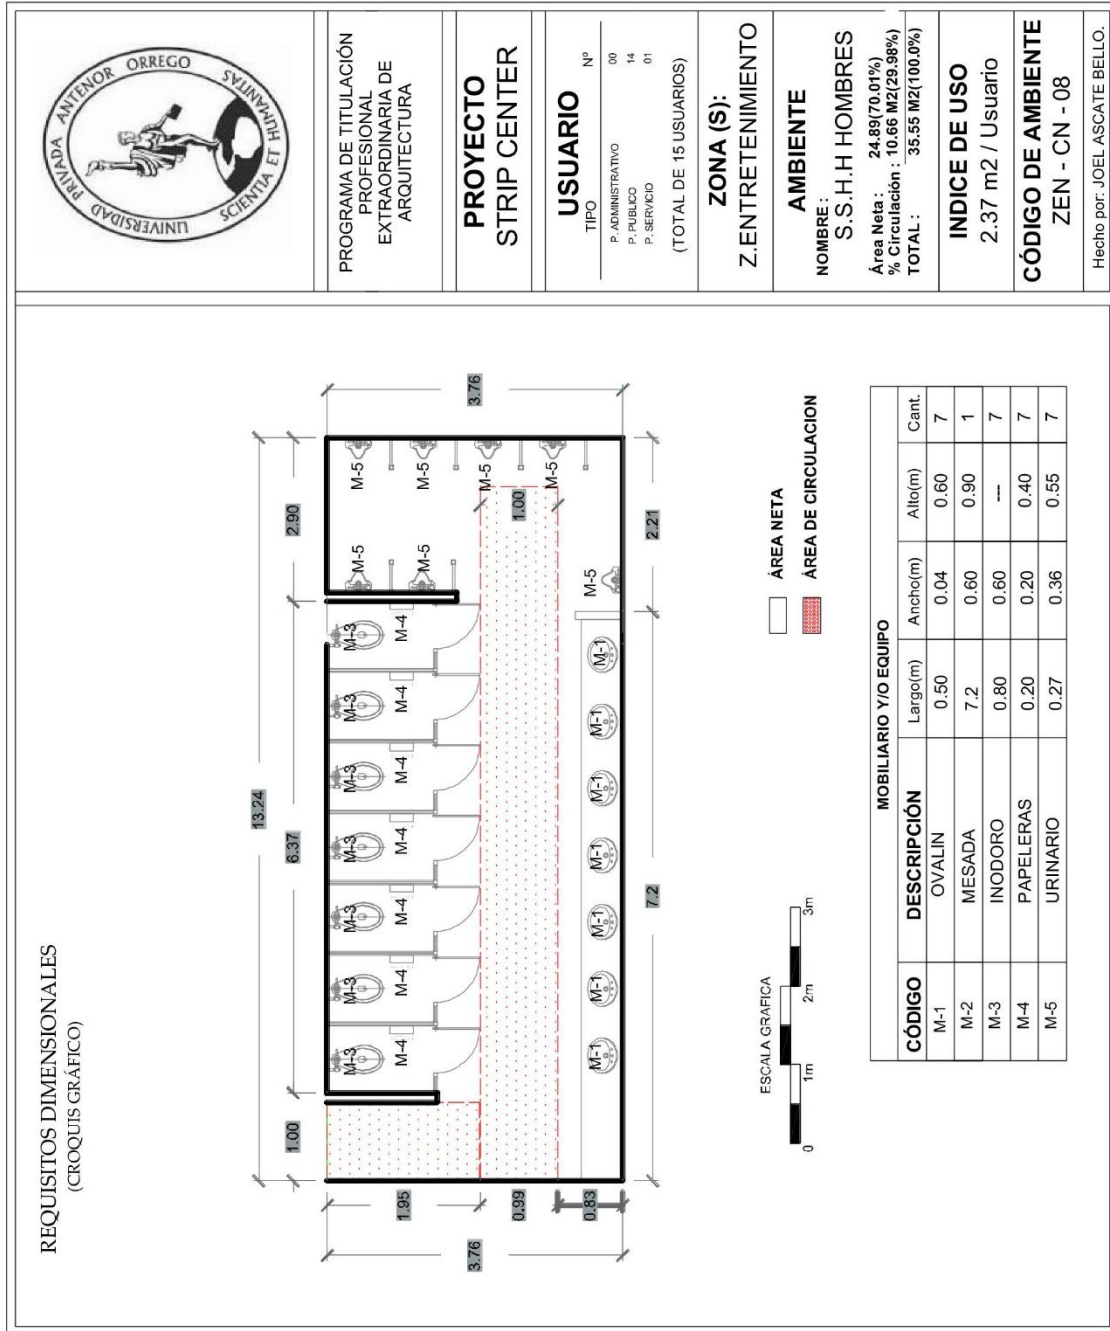 REQUISITOS DIMENSIONALES
(CROQUIS GRÁFICO)
13.24
1.00
6.37
2.90
3.76
1.95
0.99
0.83
3.76
M-3
M-3
M-3
M-3
M-3
M-3
M-3
M-4
M-4
M-4
M-4
M-4
M-4
M-4
M-5
M-5
M-5
M-5
M-5
M-5
M-5
1.00
M-1
M-1
M-1
M-1
M-1
M-1
M-1
7.2
2.21
ESCALA GRAFICA
0 1m 2m 3m
ÁREA NETA
ÁREA DE CIRCULACION
MOBILIARIO Y/O EQUIPO
CÓDIGO DESCRIPCIÓN Largo(m) Ancho(m) Alto(m) Cant.
M-1 OVALIN 0.50 0.04 0.60 7
M-2 MESADA 7.2 0.60 0.90 1
M-3 INODORO 0.80 0.60 --- 7
M-4 PAPELERAS 0.20 0.20 0.40 7
M-5 URINARIO 0.27 0.36 0.55 7
UNIVERSIDAD PRIVADA ANTENOR ORREGO
SCIENTIA ET HUMANITAS
PROGRAMA DE TITULACIÓN
PROFESIONAL
EXTRAORDINARIA DE
ARQUITECTURA
PROYECTO
STRIP CENTER
USUARIO
TIPO Nº
P. ADMINISTRATIVO 00
P. PUBLICO 14
P. SERVICIO 01
(TOTAL DE 15 USUARIOS)
ZONA (S):
Z.ENTRETENIMIENTO
AMBIENTE
NOMBRE :
S.S.H.H HOMBRES
Área Neta : 24.89(70.01%)
% Circulación : 10.66 M2(29.98%)
TOTAL : 35.55 M2(100.0%)
INDICE DE USO
2.37 m2 / Usuario
CÓDIGO DE AMBIENTE
ZEN - CN - 08
Hecho por: JOEL ASCATE BELLO.